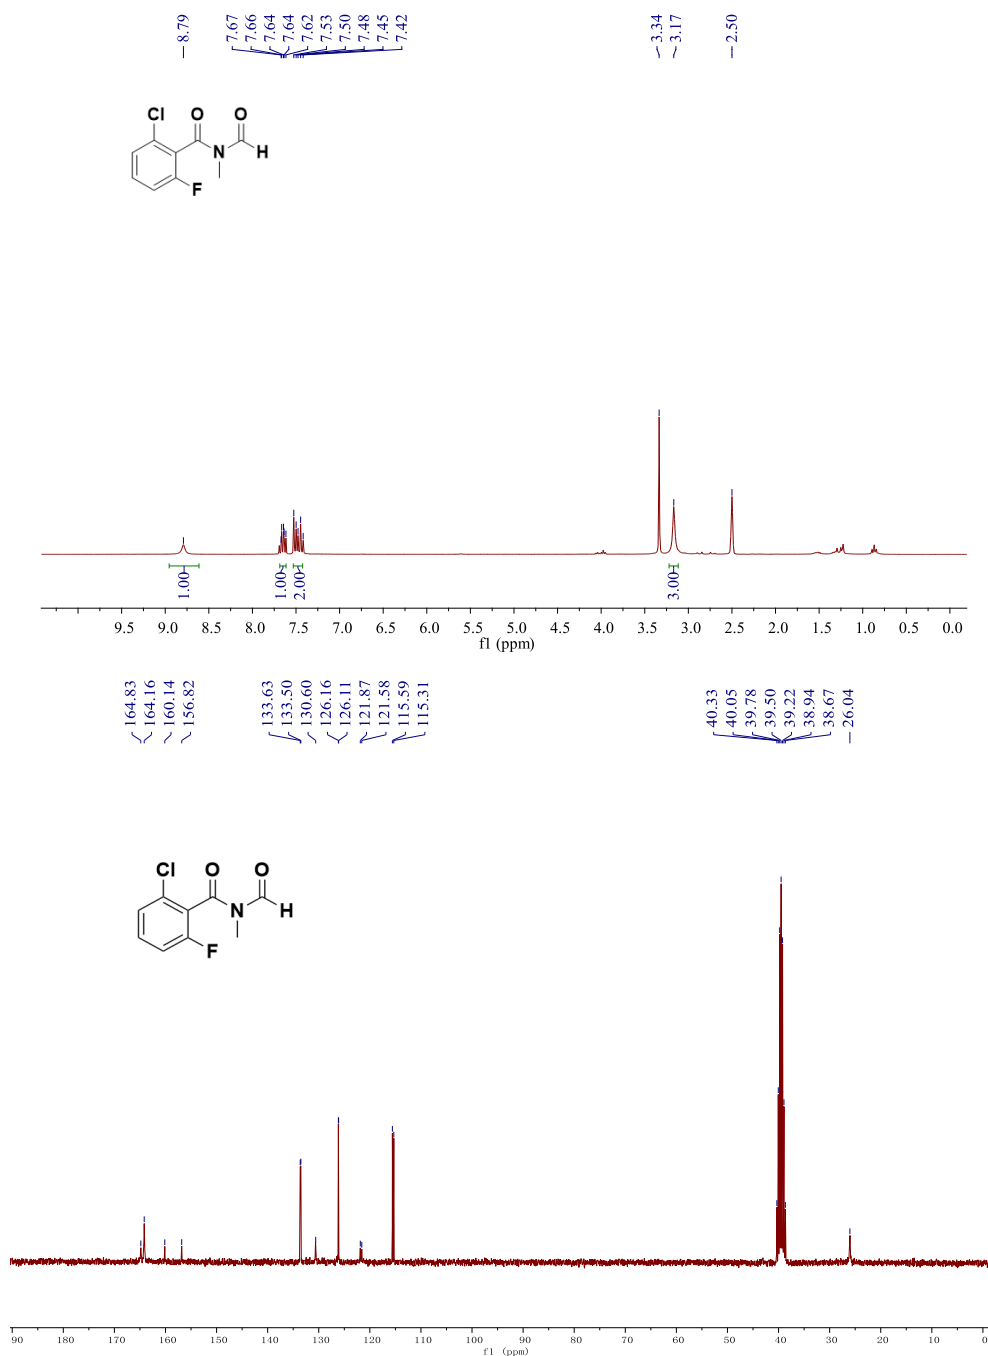 8.79 7.67 7.66 7.64 7.64 7.62 7.53 7.50 7.48 7.45 7.42 3.34 3.17 2.50
Cl O O
N H
F
1.00 1.00 2.00 3.00
9.5 9.0 8.5 8.0 7.5 7.0 6.5 6.0 5.5 5.0 4.5 4.0 3.5 3.0 2.5 2.0 1.5 1.0 0.5 0.0
f1 (ppm)
164.83 164.16 160.14 156.82 133.63 133.50 130.60 126.16 126.11 121.87 121.58 115.59 115.31 40.33 40.05 39.78 39.50 39.22 38.94 38.67 26.04
Cl O O
N H
F
90 180 170 160 150 140 130 120 110 100 90 80 70 60 50 40 30 20 10 0
f1 (ppm)